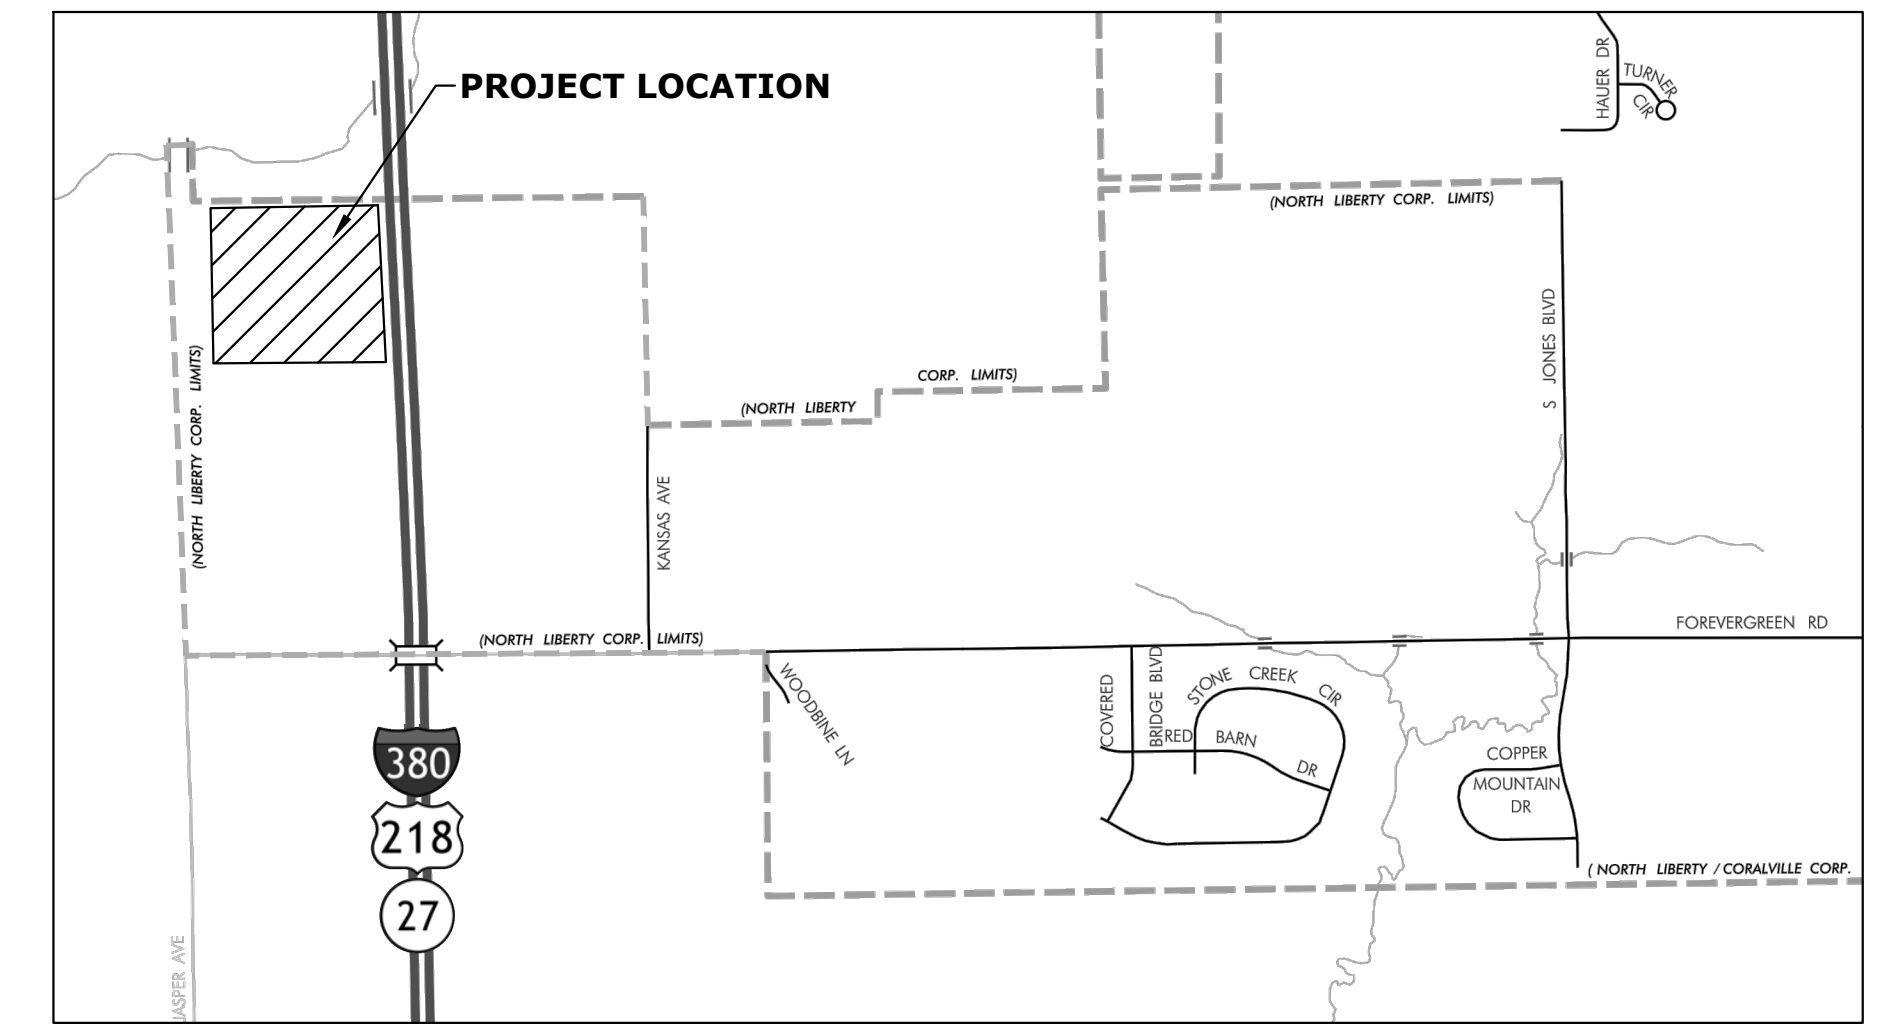 PROJECT LOCATION
HAUER DR
TURNER
CIR
(NORTH LIBERTY CORP. LIMITS)
S JONES BLVD
(NORTH LIBERTY CORP. LIMITS)
CORP. LIMITS)
(NORTH LIBERTY
KANSAS AVE
(NORTH LIBERTY CORP. LIMITS)
FOREVERGREEN RD
WOODBINE LN
COVERED
BRIDGE BLVD
STONE CREEK CIR
RED BARN DR
COPPER
MOUNTAIN
DR
380
218
27
( NORTH LIBERTY / CORALVILLE CORP.
JASPER AVE